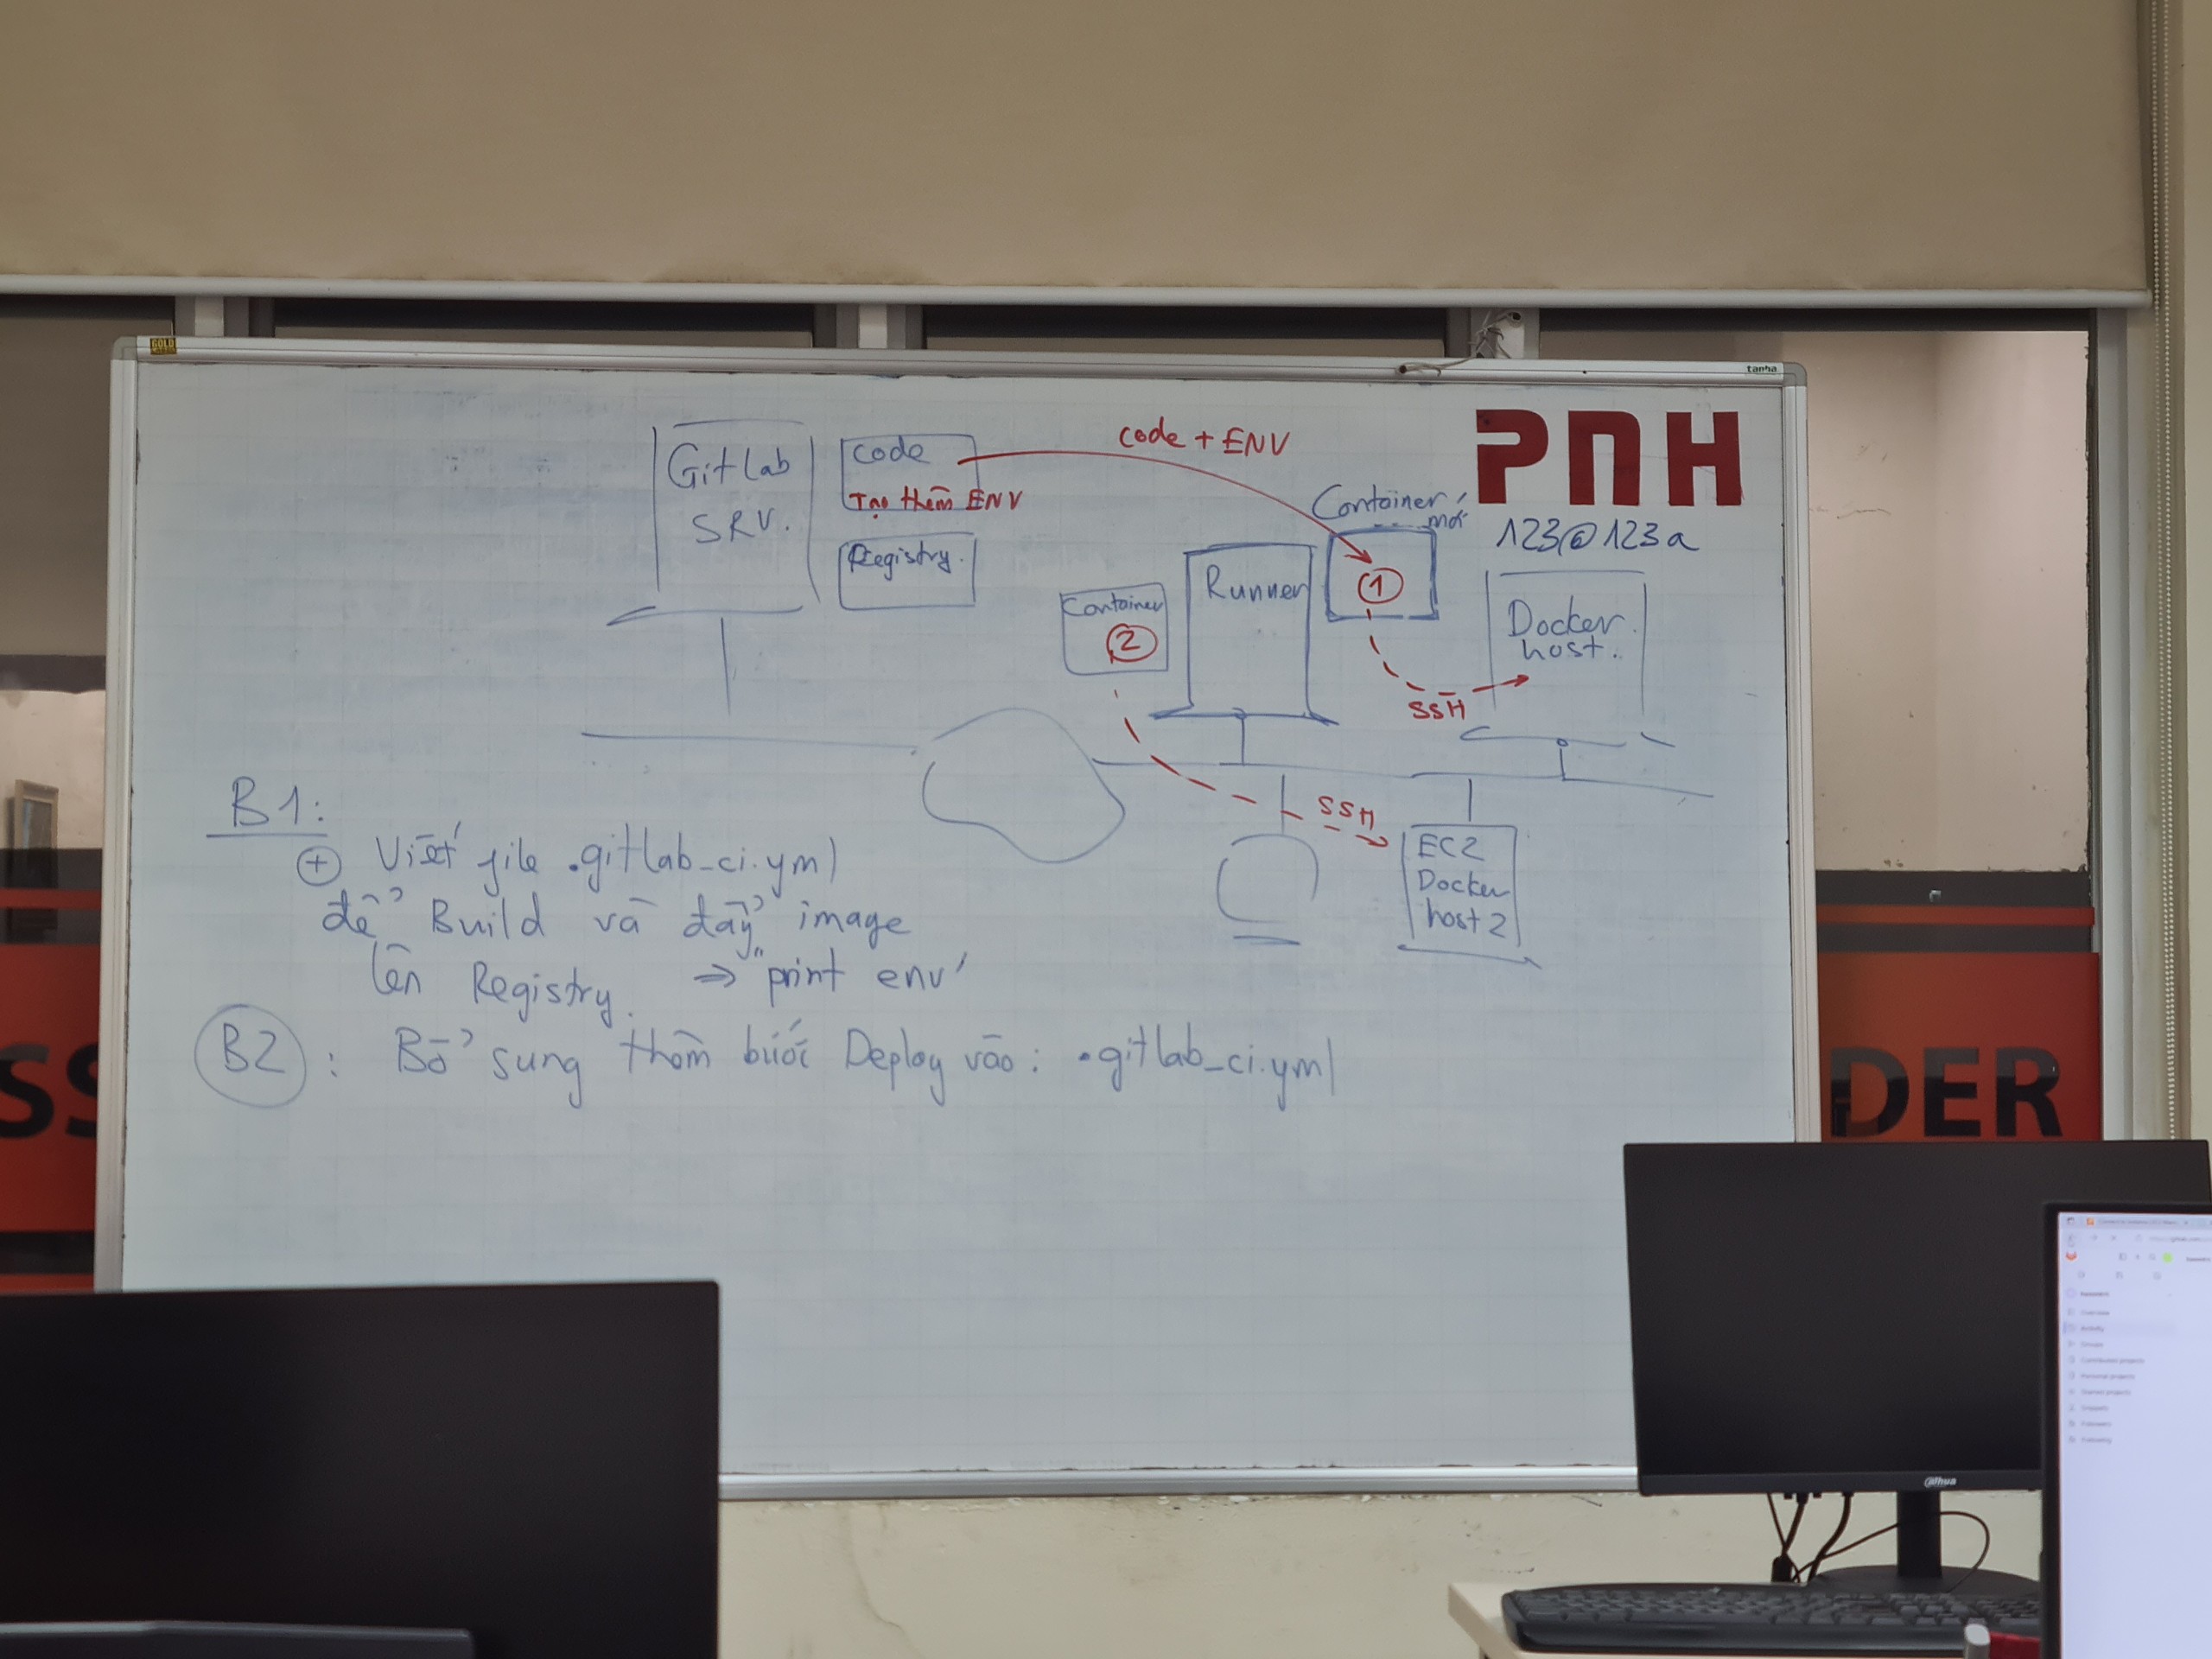 GOLD
tanha
GitLab
SRV.
code
Tạo thêm ENV
Registry.
code + ENV
Container
mới
PNH
123@123a
Container
2
Runner
1
Docker
host.
SSH
SSH
EC2
Docker
host 2
B1:
+ Viết file .gitlab_ci.yml
để Build và đẩy image
lên Registry. ⇒ "print env"
B2 : Bổ sung thêm bước Deploy vào: .gitlab_ci.yml
SS
DER
alhua